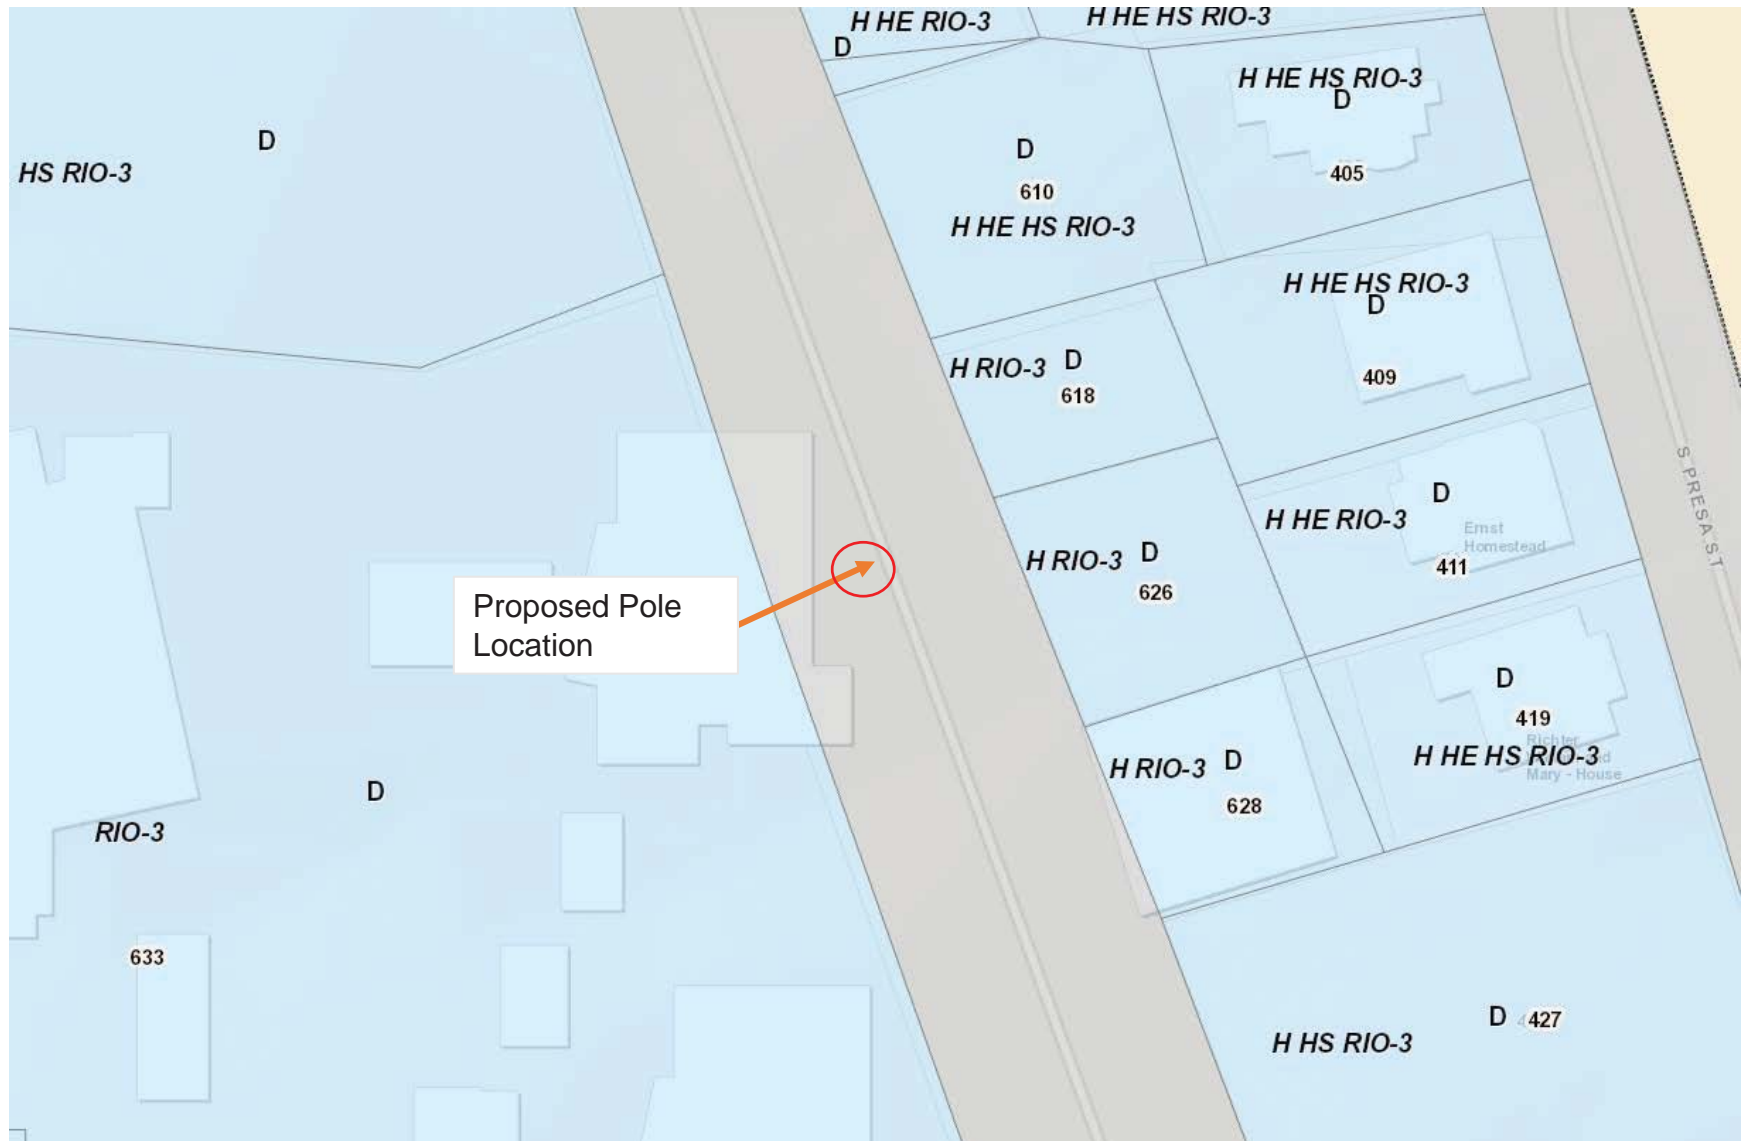 H HE RIO-3
H HE HS RIO-3
D
H HE HS RIO-3
D
405
D
HS RIO-3
D
610
H HE HS RIO-3
H HE HS RIO-3
D
409
H RIO-3 D
618
S PRESA ST
D
H HE RIO-3
Ernst
Homestead
411
H RIO-3 D
626
Proposed Pole
Location
D
419
Richter
H HE HS RIO-3
Mary - House
H RIO-3 D
628
D
RIO-3
633
D 427
H HS RIO-3